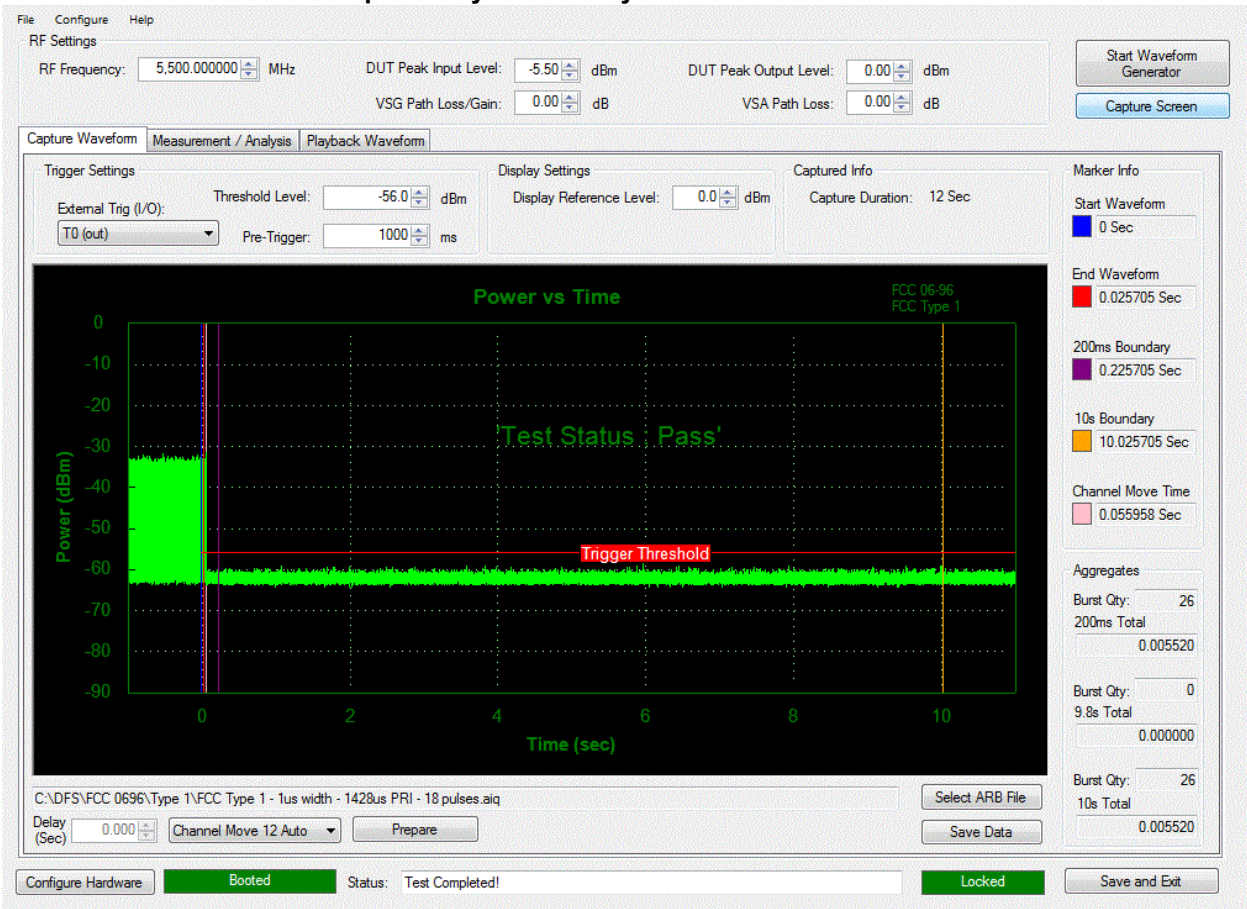 File Configure Help
RF Settings
RF Frequency: 5,500.000000 MHz DUT Peak Input Level: -5.50 dBm DUT Peak Output Level: 0.00 dBm
VSG Path Loss/Gain: 0.00 dB VSA Path Loss: 0.00 dB
Start Waveform
Generator
Capture Screen
Capture Waveform Measurement / Analysis Playback Waveform
Trigger Settings
Threshold Level: -56.0 dBm
External Trig (I/O):
T0 (out)
Pre-Trigger: 1000 ms
Display Settings
Display Reference Level: 0.0 dBm
Captured Info
Capture Duration: 12 Sec
Marker Info
Start Waveform
0 Sec
End Waveform
0.025705 Sec
200ms Boundary
0.225705 Sec
10s Boundary
10.025705 Sec
Channel Move Time
0.055958 Sec
Power vs Time
FCC 06-96
FCC Type 1
0
-10
-20
-30
-40
-50
-60
-70
-80
-90
Power (dBm)
'Test Status : Pass'
Trigger Threshold
0 2 4 6 8 10
Time (sec)
Aggregates
Burst Qty: 26
200ms Total
0.005520
Burst Qty: 0
9.8s Total
0.000000
Burst Qty: 26
10s Total
0.005520
C:\DFS\FCC 0696\Type 1\FCC Type 1 - 1us width - 1428us PRI - 18 pulses.aiq
Select ARB File
Delay
(Sec)
0.000 Channel Move 12 Auto Prepare
Save Data
Configure Hardware Booted Status: Test Completed! Locked Save and Exit